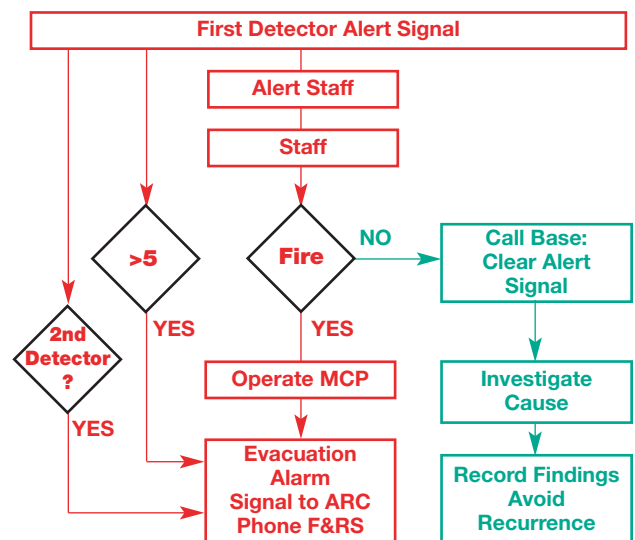 First Detector Alert Signal
Alert Staff
Staff
>5
Fire
NO
Call Base:
Clear Alert
Signal
2nd
Detector
?
YES
YES
YES
Operate MCP
Investigate
Cause
Evacuation
Alarm
Signal to ARC
Phone F&RS
Record Findings
Avoid
Recurrence